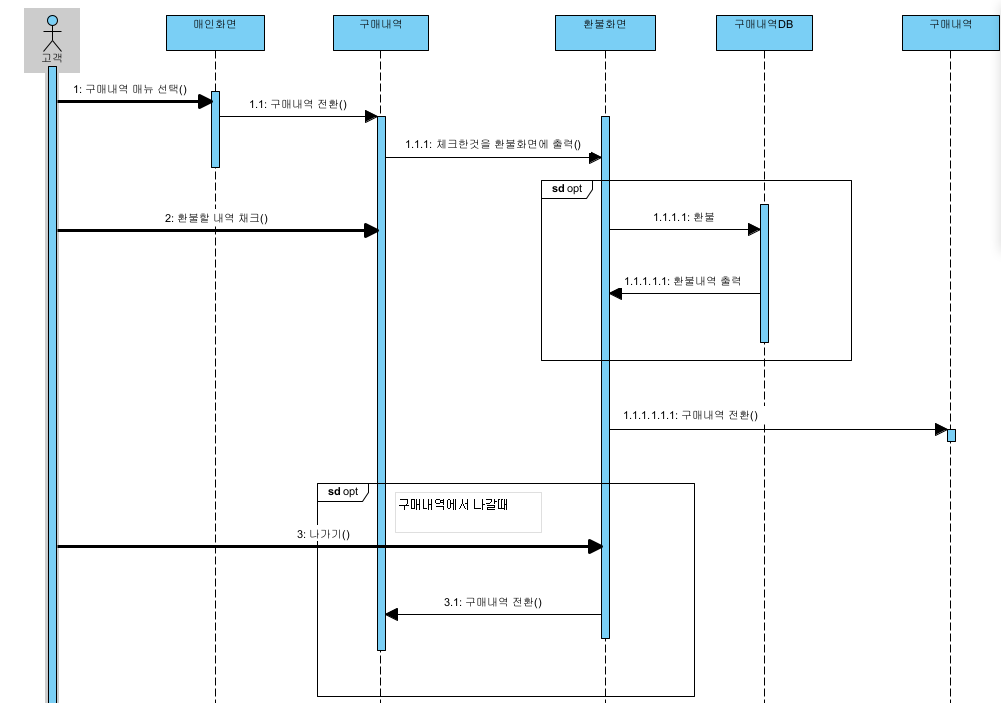 고객
매인화면
구매내역
환불화면
구매내역DB
구매내역
1: 구매내역 매뉴 선택()
1.1: 구매내역 전환()
1.1.1: 체크한것을 환불화면에 출력()
sd opt
2: 환불할 내역 채크()
1.1.1.1: 환불
1.1.1.1.1: 환불내역 출력
1.1.1.1.1.1: 구매내역 전환()
sd opt
구매내역에서 나갈때
3: 나가기()
3.1: 구매내역 전환()